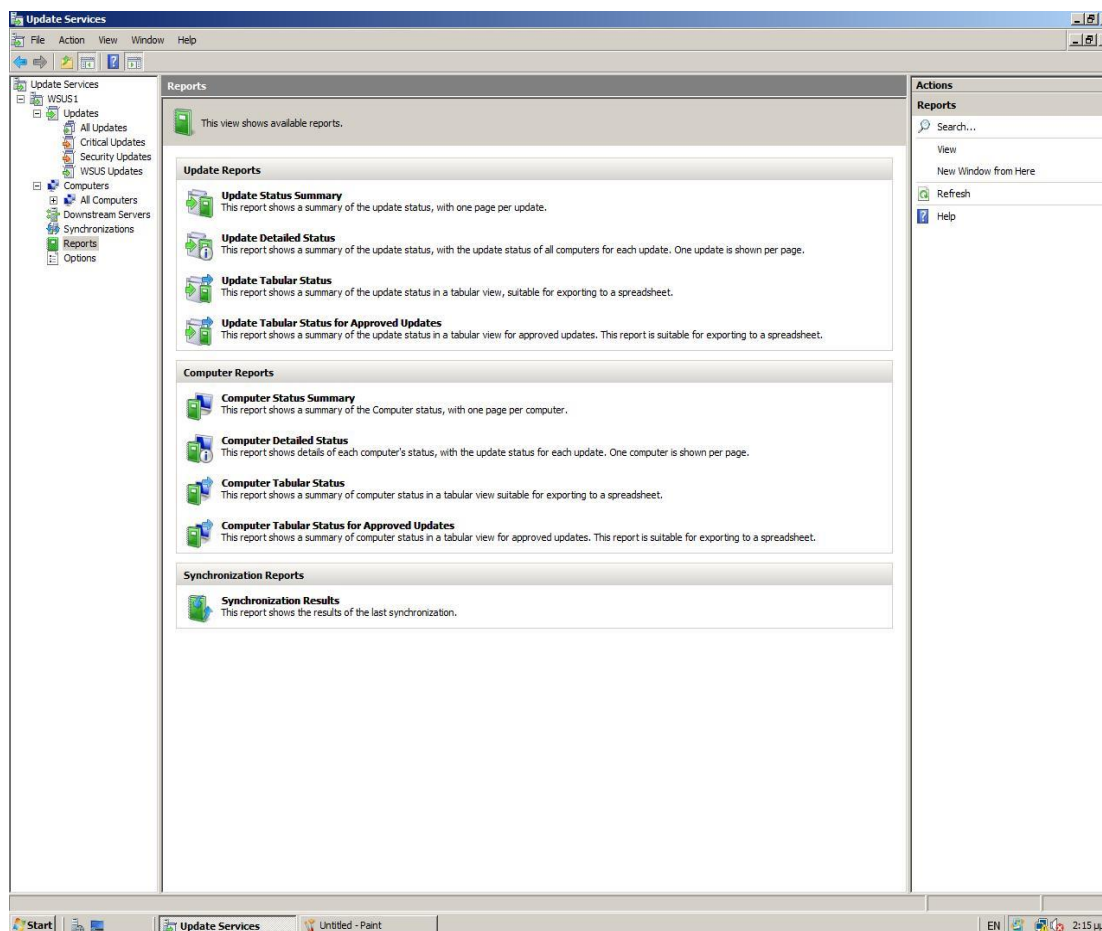 Update Services
File Action View Window Help
Update Services
WSUS1
Updates
All Updates
Critical Updates
Security Updates
WSUS Updates
Computers
All Computers
Downstream Servers
Synchronizations
Reports
Options
Reports
This view shows available reports.
Update Reports
Update Status Summary
This report shows a summary of the update status, with one page per update.
Update Detailed Status
This report shows a summary of the update status, with the update status of all computers for each update. One update is shown per page.
Update Tabular Status
This report shows a summary of the update status in a tabular view, suitable for exporting to a spreadsheet.
Update Tabular Status for Approved Updates
This report shows a summary of the update status in a tabular view for approved updates. This report is suitable for exporting to a spreadsheet.
Computer Reports
Computer Status Summary
This report shows a summary of the Computer status, with one page per computer.
Computer Detailed Status
This report shows details of each computer's status, with the update status for each update. One computer is shown per page.
Computer Tabular Status
This report shows a summary of computer status in a tabular view suitable for exporting to a spreadsheet.
Computer Tabular Status for Approved Updates
This report shows a summary of computer status in a tabular view for approved updates. This report is suitable for exporting to a spreadsheet.
Synchronization Reports
Synchronization Results
This report shows the results of the last synchronization.
Actions
Reports
Search...
View
New Window from Here
Refresh
Help
Start Update Services Untitled - Paint EN 2:15 μμ